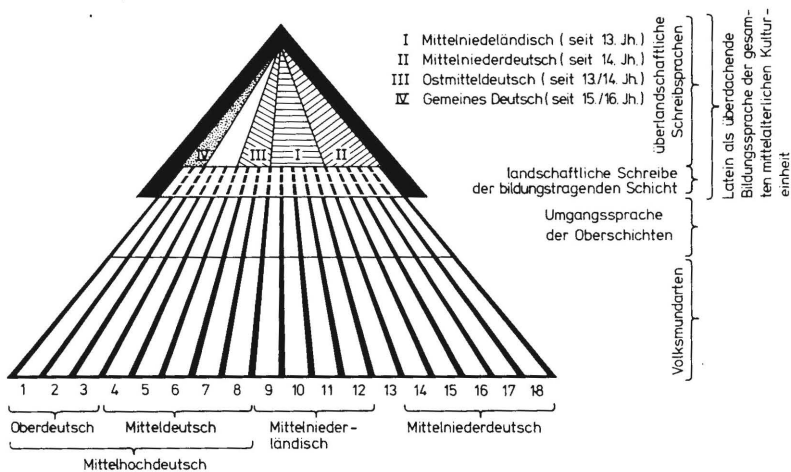 I Mittelniedeländisch ( seit 13. Jh.)
II Mittelniederdeutsch ( seit 14. Jh.)
III Ostmitteldeutsch ( seit 13./14. Jh.)
IV Gemeines Deutsch ( seit 15./16. Jh.)
überlandschaftliche
Schreibsprachen
Latein als überdachende
Bildungssprache der gesam-
ten mittelalterlichen Kultur-
einheit
IV III I II
landschaftliche Schreibe
der bildungstragenden Schicht
Umgangssprache
der Oberschichten
Volksmundarten
1 2 3 4 5 6 7 8 9 10 11 12 13 14 15 16 17 18
Oberdeutsch Mitteldeutsch Mittelnieder- Mittelniederdeutsch
ländisch
Mittelhochdeutsch